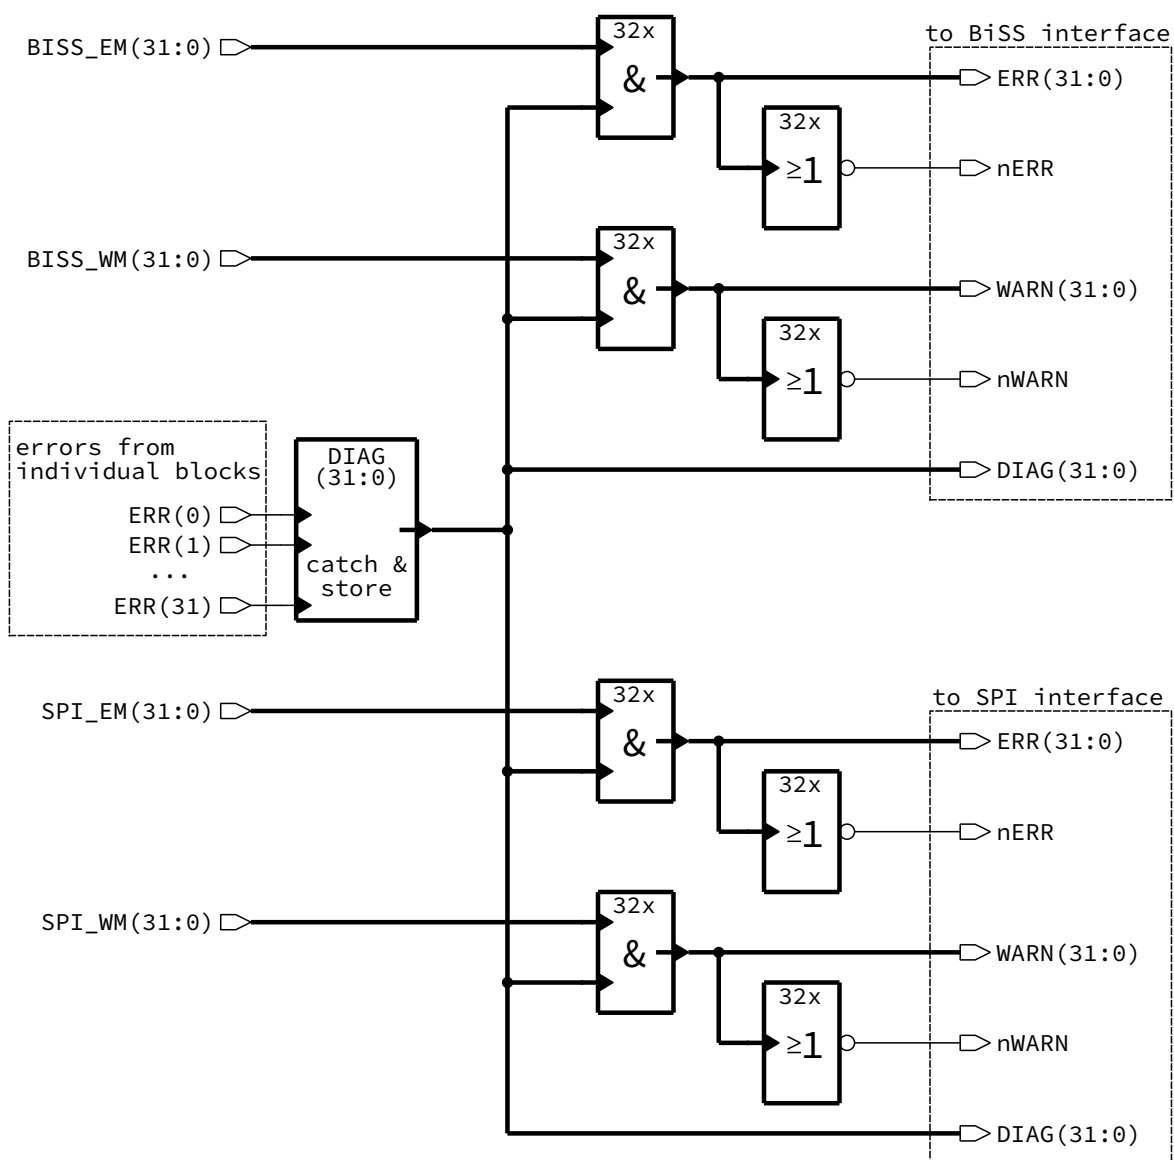 32x
to BiSS interface
BISS_EM(31:0)
&
ERR(31:0)
32x
≥1
nERR
32x
BISS_WM(31:0)
&
WARN(31:0)
32x
≥1
nWARN
errors from
individual blocks
DIAG
(31:0)
DIAG(31:0)
ERR(0)
ERR(1)
...
ERR(31)
catch &
store
32x
to SPI interface
SPI_EM(31:0)
&
ERR(31:0)
32x
≥1
nERR
32x
SPI_WM(31:0)
&
WARN(31:0)
32x
≥1
nWARN
DIAG(31:0)